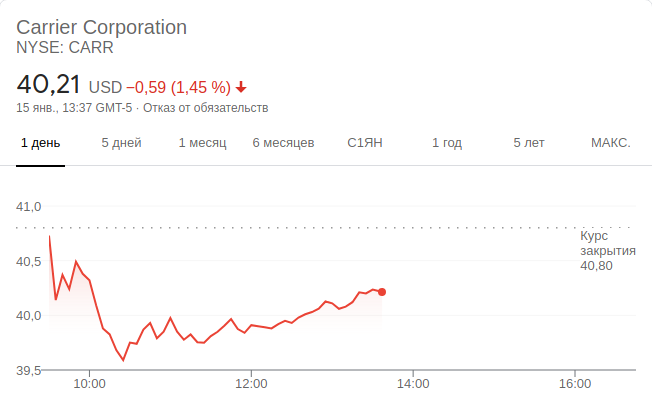 Carrier Corporation
NYSE: CARR
40,21 USD −0,59 (1,45 %)
15 янв., 13:37 GMT-5 · Отказ от обязательств
1 день 5 дней 1 месяц 6 месяцев С1ЯН 1 год 5 лет МАКС.
41,0
Курс
закрытия
40,80
40,5
40,0
39,5
10:00 12:00 14:00 16:00